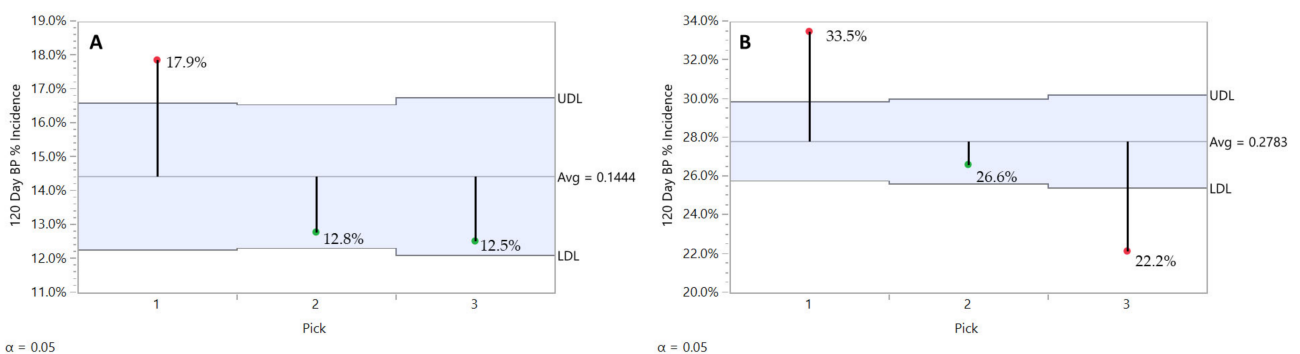 A
19.0%
18.0%
17.0%
16.0%
15.0%
14.0%
13.0%
12.0%
11.0%
120 Day BP % Incidence
17.9%
12.8%
12.5%
UDL
Avg = 0.1444
LDL
1 2 3
Pick
α = 0.05
B
34.0%
32.0%
30.0%
28.0%
26.0%
24.0%
22.0%
20.0%
120 Day BP % Incidence
33.5%
26.6%
22.2%
UDL
Avg = 0.2783
LDL
1 2 3
Pick
α = 0.05